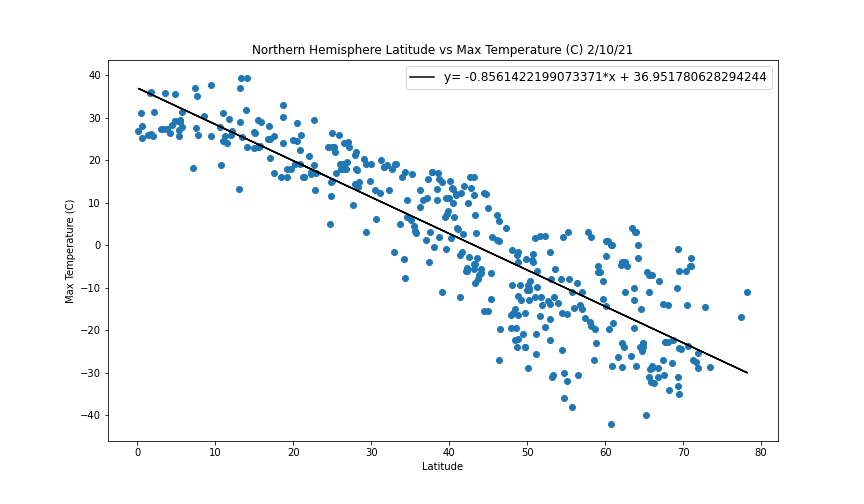 Northern Hemisphere Latitude vs Max Temperature (C) 2/10/21
y= -0.8561422199073371*x + 36.951780628294244
40
30
20
10
0
−10
−20
−30
−40
Max Temperature (C)
0 10 20 30 40 50 60 70 80
Latitude